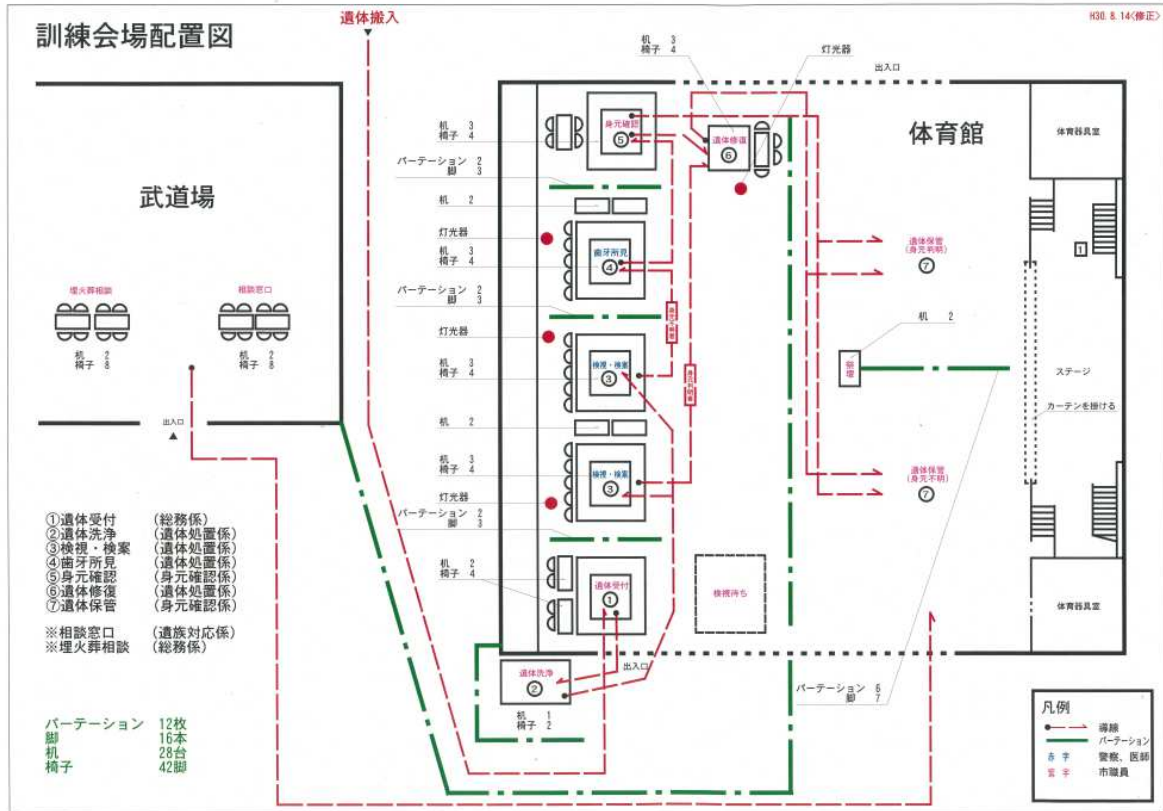 訓練会場配置図
遺体搬入
H30.8.14<修正>
机 3
椅子 4
灯光器
出入口
体育館
体育器具室
武道場
机 3
椅子 4
身元確認
⑤
遺体修復
⑥
パーテーション 2
脚 3
机 2
灯光器
机 3
椅子 4
歯牙所見
④
遺体保管
(身元判明)
⑦
1
埋火葬相談
相談窓口
机 2
椅子 8
机 2
椅子 8
パーテーション 2
脚 3
灯光器
机 3
椅子 4
検視・検案
③
机 2
祭壇
ステージ
カーテンを掛ける
出入口
机 2
机 3
椅子 4
検視・検案
③
灯光器
パーテーション 2
脚 3
遺体保管
(身元不明)
⑦
①遺体受付 (総務係)
②遺体洗浄 (遺体処置係)
③検視・検案 (遺体処置係)
④歯牙所見 (遺体処置係)
⑤身元確認 (身元確認係)
⑥遺体修復 (遺体処置係)
⑦遺体保管 (身元確認係)
※相談窓口 (遺族対応係)
※埋火葬相談 (総務係)
机 2
椅子 4
遺体受付
①
検視待ち
体育器具室
出入口
遺体洗浄
②
机 1
椅子 2
パーテーション 6
脚 7
パーテーション 12枚
脚 16本
机 28台
椅子 42脚
凡例
導線
パーテーション
赤字 警察、医師
市職員